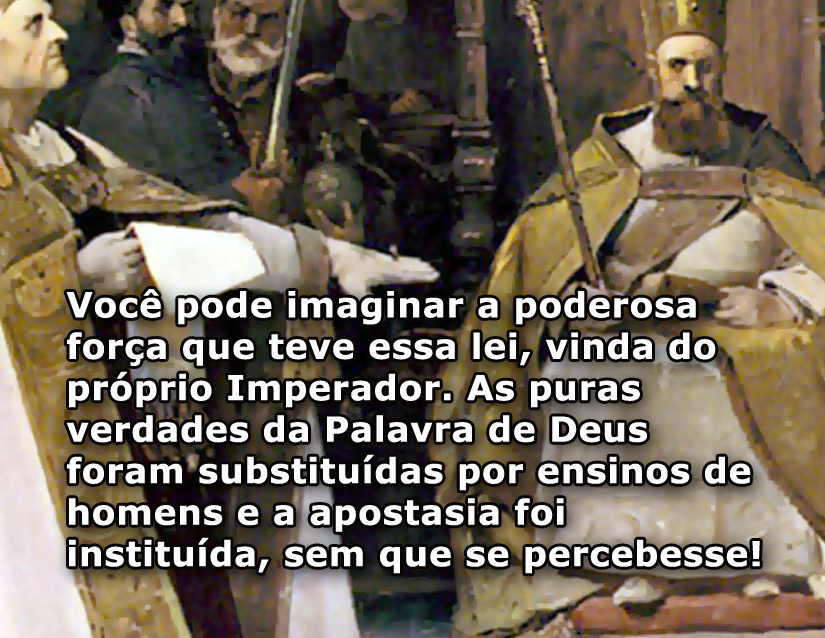 Você pode imaginar a poderosa
força que teve essa lei, vinda do
próprio Imperador. As puras
verdades da Palavra de Deus
foram substituídas por ensinos de
homens e a apostasia foi
instituída, sem que se percebesse!